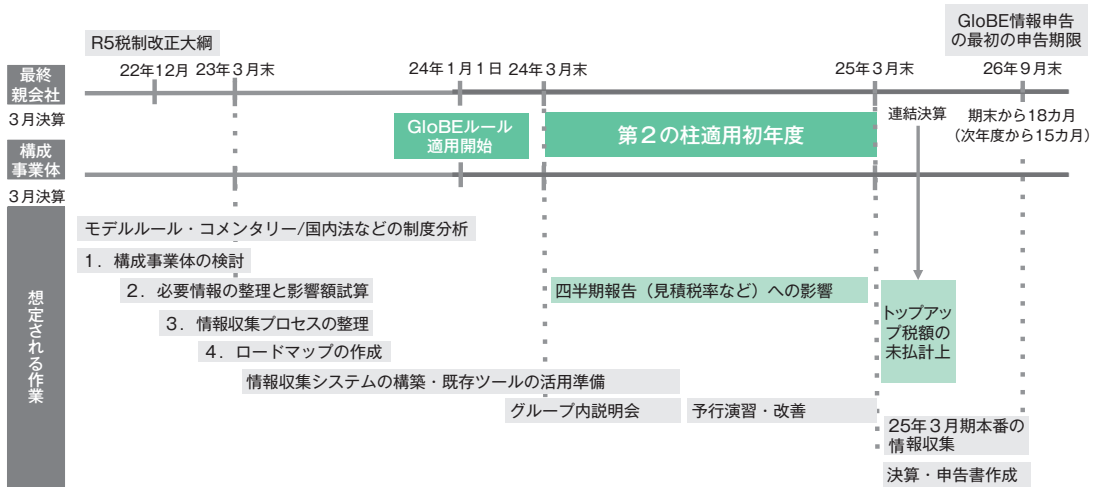 GloBE情報申告
の最初の申告期限
R5税制改正大綱
22年12月
23年3月末
24年1月1日
24年3月末
25年3月末
26年9月末
最終
親会社
3月決算
GloBEルール
適用開始
第2の柱適用初年度
連結決算
期末から18カ月
（次年度から15カ月）
構成
事業体
3月決算
想定される作業
モデルルール・コメンタリー/国内法などの制度分析
1．構成事業体の検討
2．必要情報の整理と影響額試算
3．情報収集プロセスの整理
4．ロードマップの作成
情報収集システムの構築・既存ツールの活用準備
グループ内説明会
予行演習・改善
四半期報告（見積税率など）への影響
トップアッ
プ税額の
未払計上
25年3月期本番の
情報収集
決算・申告書作成